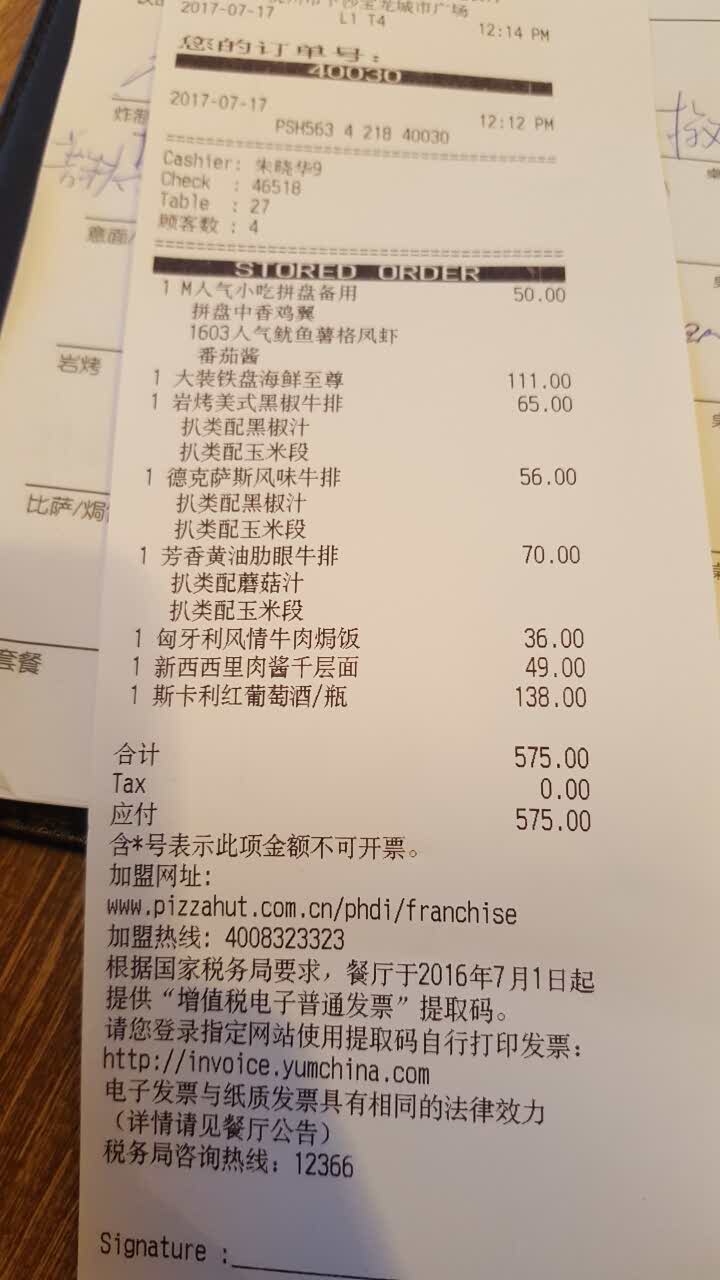 城市广场
2017-07-17 L1 T4 12:14 PM
您的订单号:
40030
2017-07-17 12:12 PM
PSH563 4 218 40030
Cashier: 朱晓华9
Check : 46518
Table : 27
顾客数 : 4
STORED ORDER
1 M人气小吃拼盘备用 50.00
拼盘中香鸡翼
1603人气鱿鱼薯格凤虾
番茄酱
1 大装铁盘海鲜至尊 111.00
1 岩烤美式黑椒牛排 65.00
扒类配黑椒汁
扒类配玉米段
1 德克萨斯风味牛排 56.00
扒类配黑椒汁
扒类配玉米段
1 芳香黄油肋眼牛排 70.00
扒类配蘑菇汁
扒类配玉米段
1 匈牙利风情牛肉焗饭 36.00
1 新西西里肉酱千层面 49.00
1 斯卡利红葡萄酒/瓶 138.00
合计 575.00
Tax 0.00
应付 575.00
含*号表示此项金额不可开票。
加盟网址:
www.pizzahut.com.cn/phdi/franchise
加盟热线: 4008323323
根据国家税务局要求，餐厅于2016年7月1日起
提供“增值税电子普通发票”提取码。
请您登录指定网站使用提取码自行打印发票:
http://invoice.yumchina.com
电子发票与纸质发票具有相同的法律效力
（详情请见餐厅公告）
税务局咨询热线: 12366
Signature :
意面/
岩烤
比萨/焗
套餐